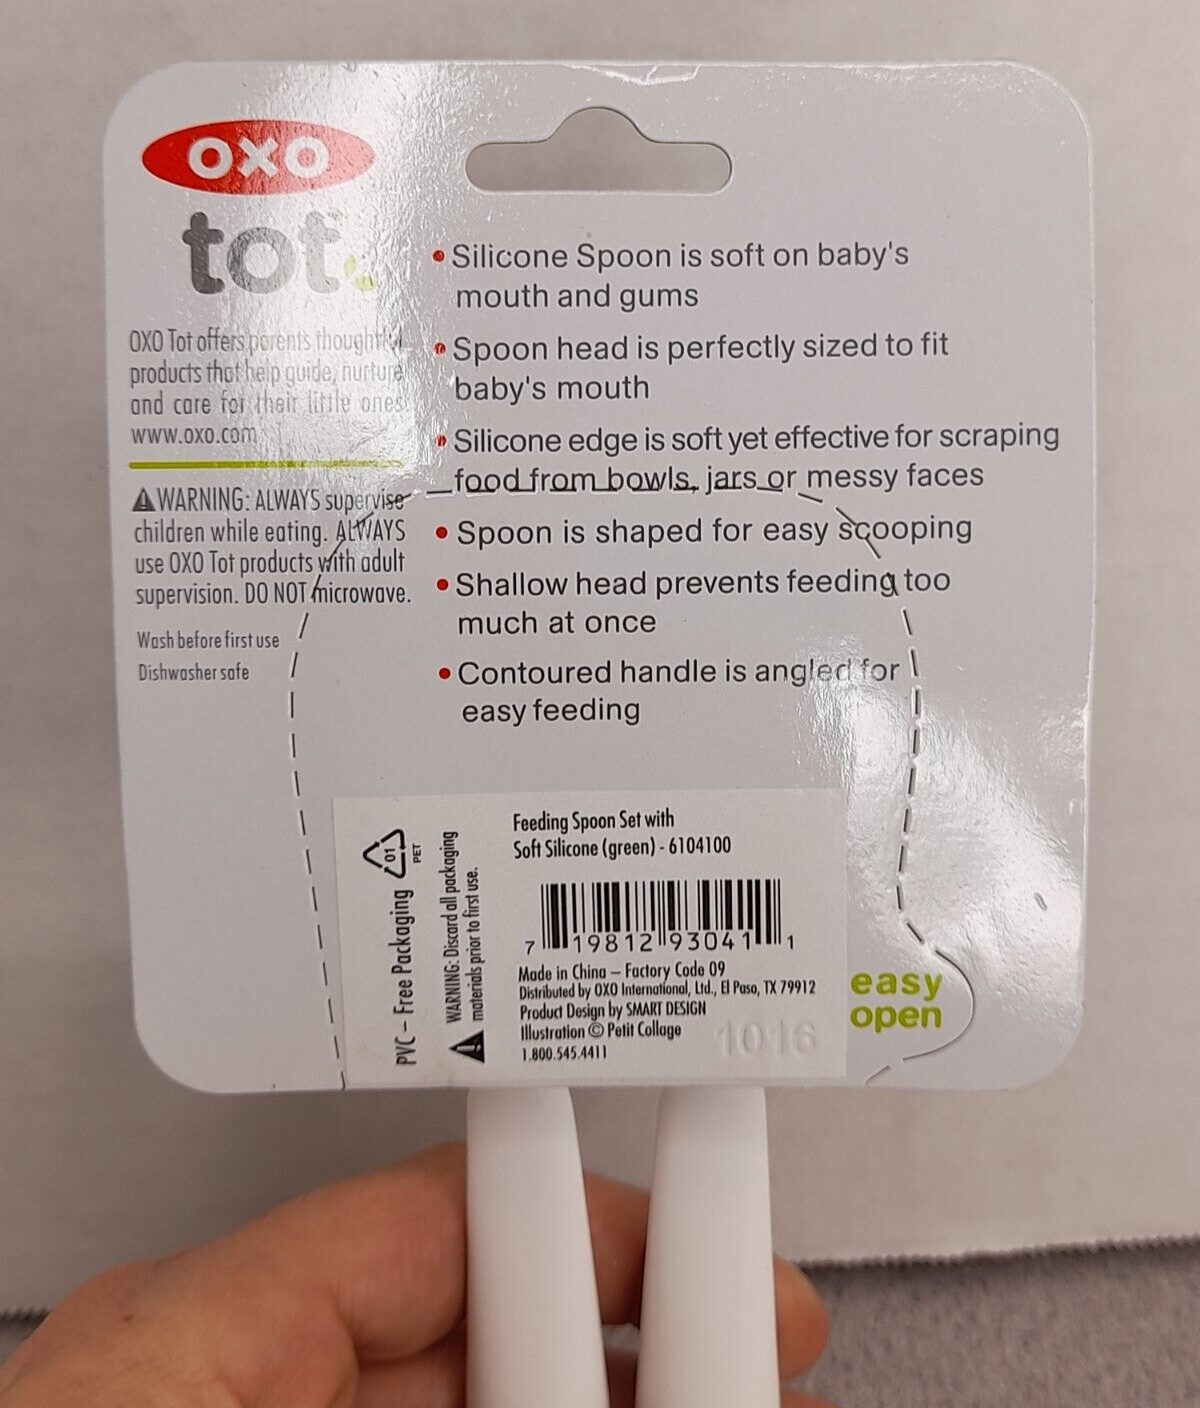 OXO
tot
OXO Tot offers parents thoughtful
products that help guide, nurture
and care for their little ones.
www.oxo.com
WARNING: ALWAYS supervise
children while eating. ALWAYS
use OXO Tot products with adult
supervision. DO NOT microwave.
Wash before first use
Dishwasher safe
• Silicone Spoon is soft on baby's
mouth and gums
• Spoon head is perfectly sized to fit
baby's mouth
• Silicone edge is soft yet effective for scraping
food from bowls, jars or messy faces
• Spoon is shaped for easy scooping
• Shallow head prevents feeding too
much at once
• Contoured handle is angled for
easy feeding
PVC – Free Packaging
01
PET
WARNING: Discard all packaging
materials prior to first use.
Feeding Spoon Set with
Soft Silicone (green) - 6104100
7 19812 93041 1
Made in China – Factory Code 09
Distributed by OXO International, Ltd., El Paso, TX 79912
Product Design by SMART DESIGN
Illustration © Petit Collage
1.800.545.4411
1016
easy
open